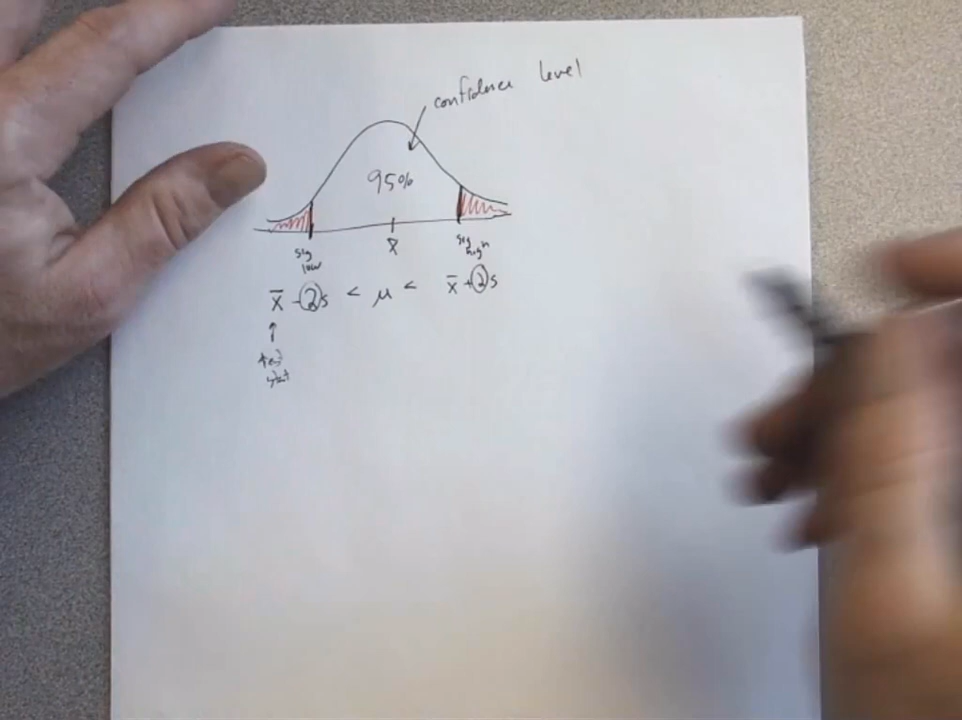 confidence level
95%
x̄
sig low
sig high
x̄ - 2s < μ < x̄ + 2s
test
stat